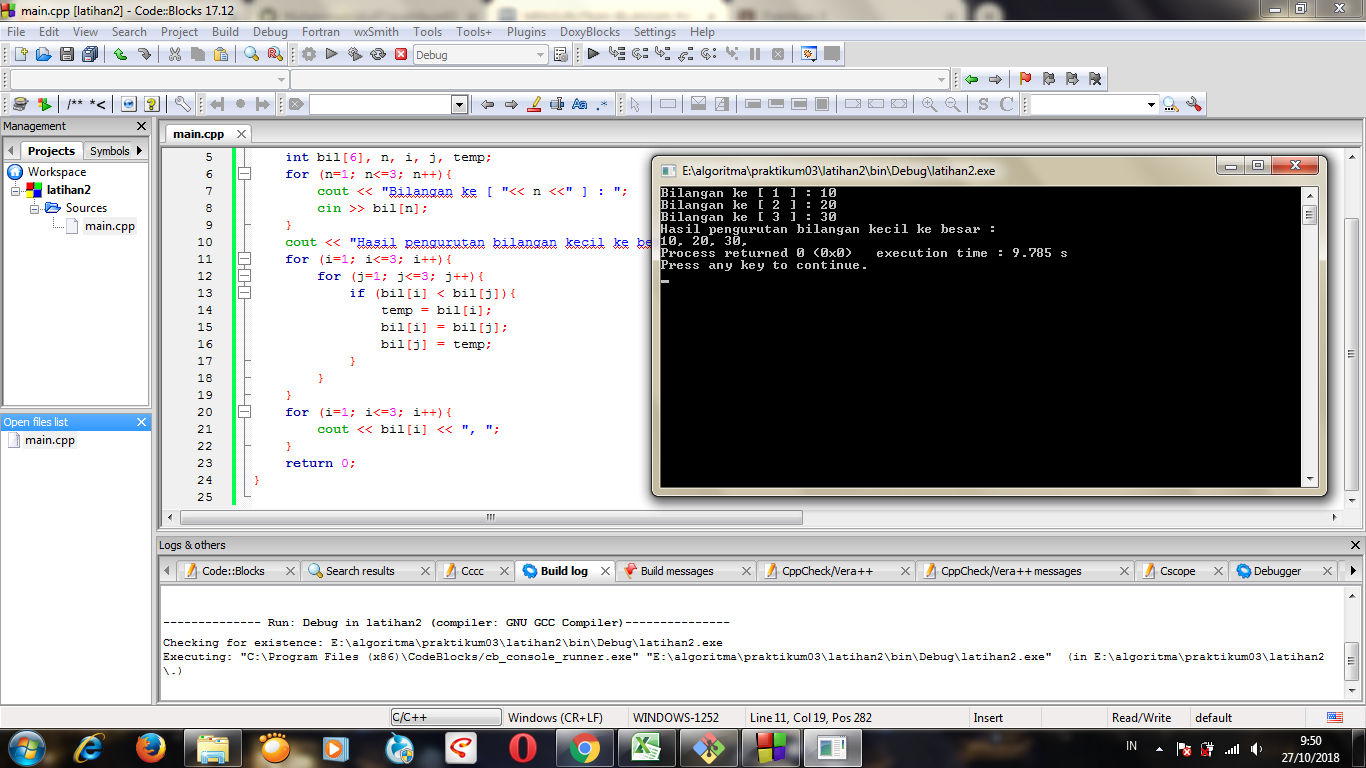 main.cpp [latihan2] - Code::Blocks 17.12
File Edit View Search Project Build Debug Fortran wxSmith Tools Tools+ Plugins DoxyBlocks Settings Help
Debug
/** *<
S C
Management
Projects Symbols
Workspace
latihan2
Sources
main.cpp
Open files list
main.cpp
main.cpp
5 int bil[6], n, i, j, temp;
6 for (n=1; n<=3; n++){
7 cout << "Bilangan ke [ "<< n <<" ] : ";
8 cin >> bil[n];
9 }
10 cout << "Hasil pengurutan bilangan kecil ke be
11 for (i=1; i<=3; i++){
12 for (j=1; j<=3; j++){
13 if (bil[i] < bil[j]){
14 temp = bil[i];
15 bil[i] = bil[j];
16 bil[j] = temp;
17 }
18 }
19 }
20 for (i=1; i<=3; i++){
21 cout << bil[i] << ", ";
22 }
23 return 0;
24 }
25
E:\algoritma\praktikum03\latihan2\bin\Debug\latihan2.exe
Bilangan ke [ 1 ] : 10
Bilangan ke [ 2 ] : 20
Bilangan ke [ 3 ] : 30
Hasil pengurutan bilangan kecil ke besar :
10, 20, 30,
Process returned 0 (0x0) execution time : 9.785 s
Press any key to continue.
Logs & others
Code::Blocks Search results Cccc Build log Build messages CppCheck/Vera++ CppCheck/Vera++ messages Cscope Debugger
-------------- Run: Debug in latihan2 (compiler: GNU GCC Compiler)---------------
Checking for existence: E:\algoritma\praktikum03\latihan2\bin\Debug\latihan2.exe
Executing: "C:\Program Files (x86)\CodeBlocks/cb_console_runner.exe" "E:\algoritma\praktikum03\latihan2\bin\Debug\latihan2.exe" (in E:\algoritma\praktikum03\latihan2
\.)
C/C++ Windows (CR+LF) WINDOWS-1252 Line 11, Col 19, Pos 282 Insert Read/Write default
IN
9:50
27/10/2018